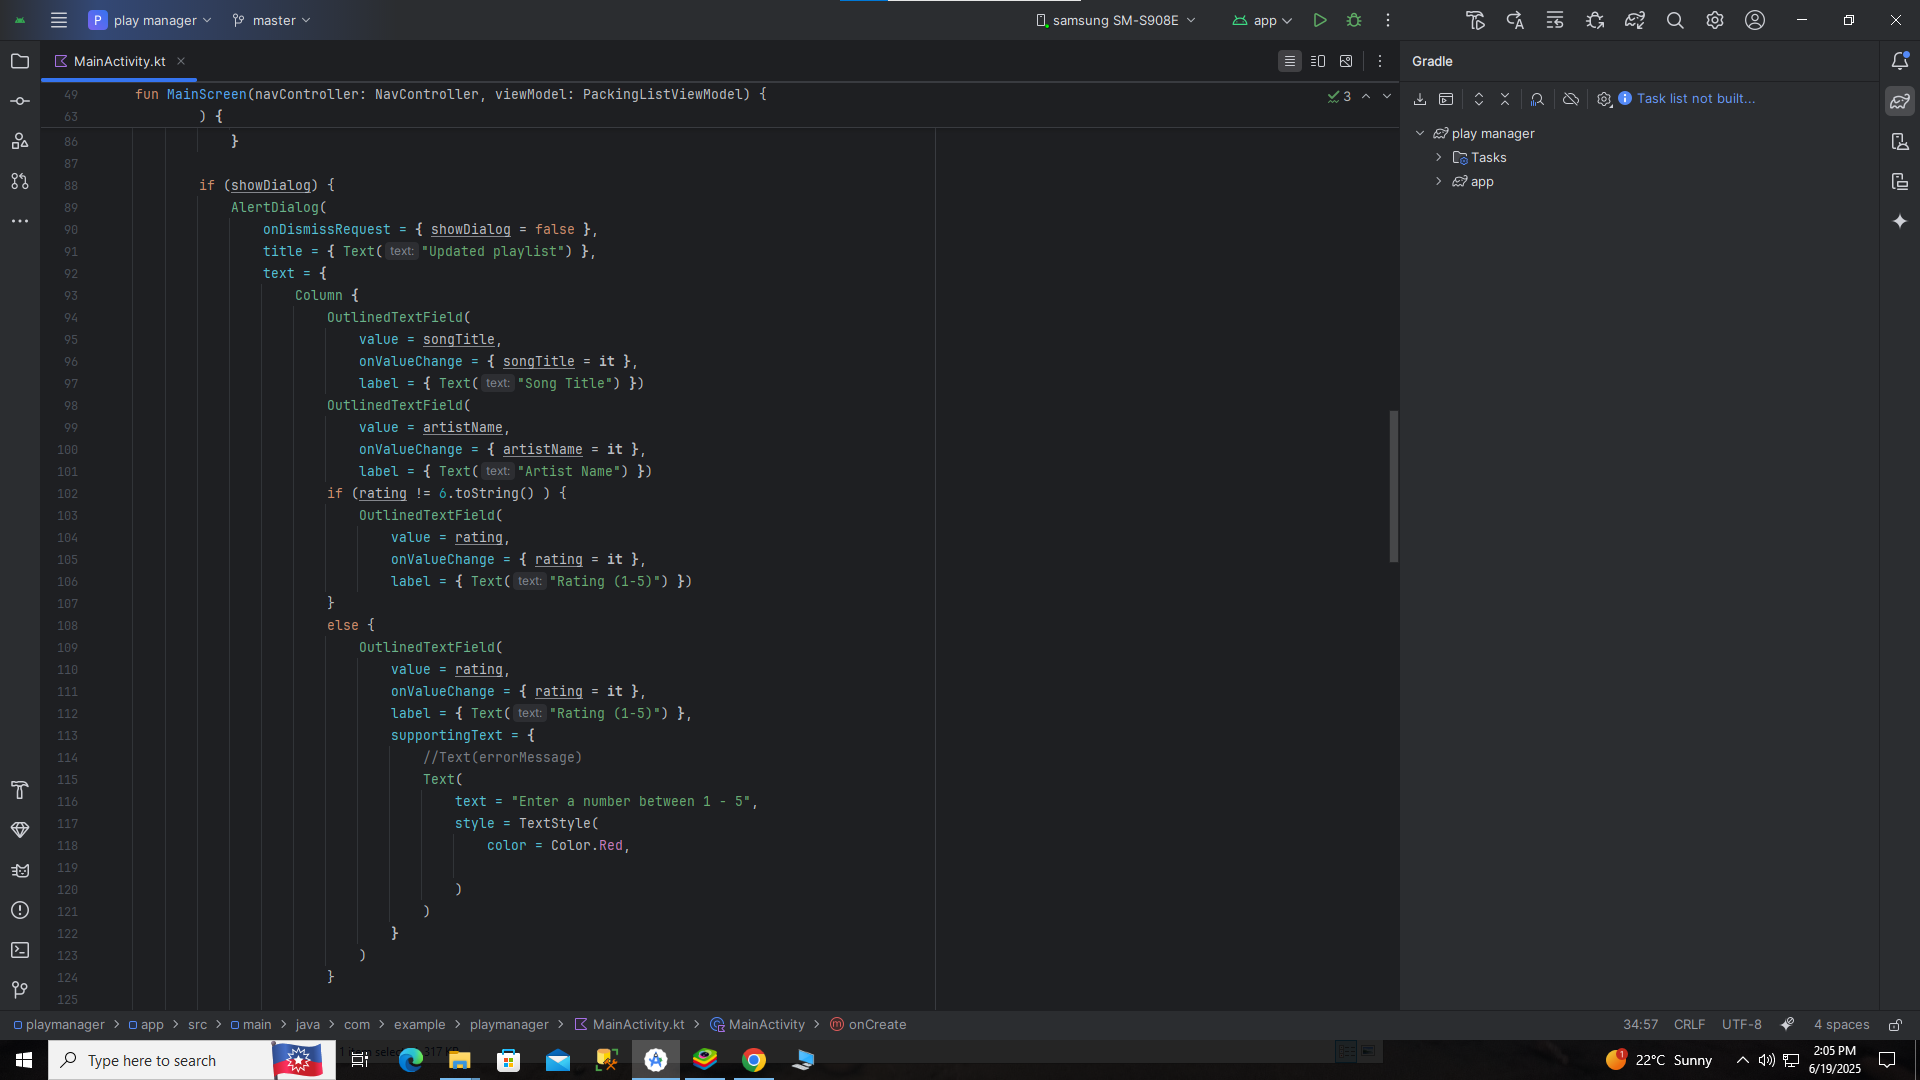 P play manager master samsung SM-S908E app
MainActivity.kt Gradle
49 fun MainScreen(navController: NavController, viewModel: PackingListViewModel) { 3 Task list not built...
63 ) {
86 }
87
88 if (showDialog) {
89 AlertDialog(
90 onDismissRequest = { showDialog = false },
91 title = { Text( text: "Updated playlist") },
92 text = {
93 Column {
94 OutlinedTextField(
95 value = songTitle,
96 onValueChange = { songTitle = it },
97 label = { Text( text: "Song Title") })
98 OutlinedTextField(
99 value = artistName,
100 onValueChange = { artistName = it },
101 label = { Text( text: "Artist Name") })
102 if (rating != 6.toString() ) {
103 OutlinedTextField(
104 value = rating,
105 onValueChange = { rating = it },
106 label = { Text( text: "Rating (1-5)") })
107 }
108 else {
109 OutlinedTextField(
110 value = rating,
111 onValueChange = { rating = it },
112 label = { Text( text: "Rating (1-5)") },
113 supportingText = {
114 //Text(errorMessage)
115 Text(
116 text = "Enter a number between 1 - 5",
117 style = TextStyle(
118 color = Color.Red,
119
120 )
121 )
122 }
123 )
124 }
125
play manager
Tasks
app
playmanager > app > src > main > java > com > example > playmanager > MainActivity.kt > MainActivity > onCreate 34:57 CRLF UTF-8 4 spaces
Type here to search
1 22°C Sunny
2:05 PM
6/19/2025